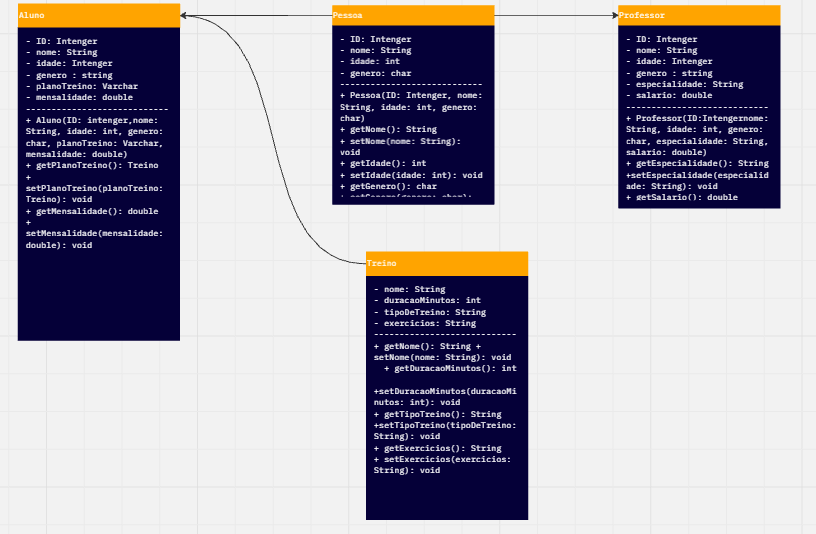 Aluno
- ID: Intenger
- nome: String
- idade: Intenger
- genero : string
- planoTreino: Varchar
- mensalidade: double
--------------------------
+ Aluno(ID: intenger,nome:
String, idade: int, genero:
char, planoTreino: Varchar,
mensalidade: double)
+ getPlanoTreino(): Treino
+
setPlanoTreino(planoTreino:
Treino): void
+ getMensalidade(): double
+
setMensalidade(mensalidade:
double): void
Pessoa
- ID: Intenger
- nome: String
- idade: int
- genero: char
--------------------------
+ Pessoa(ID: Intenger, nome:
String, idade: int, genero:
char)
+ getNome(): String
+ setNome(nome: String):
void
+ getIdade(): int
+ setIdade(idade: int): void
+ getGenero(): char
+ setGenero(genero: char):
Professor
- ID: Intenger
- nome: String
- idade: Intenger
- genero : string
- especialidade: String
- salario: double
--------------------------
+ Professor(ID:Intengernome:
String, idade: int, genero:
char, especialidade: String,
salario: double)
+ getEspecialidade(): String
+setEspecialidade(especialid
ade: String): void
+ getSalario(): double
Treino
- nome: String
- duracaoMinutos: int
- tipoDeTreino: String
- exercicios: String
--------------------------
+ getNome(): String +
setNome(nome: String): void
+ getDuracaoMinutos(): int
+setDuracaoMinutos(duracaoMi
nutos: int): void
+ getTipoTreino(): String
+setTipoTreino(tipoDeTreino:
String): void
+ getExercicios(): String
+ setExercicios(exercicios:
String): void